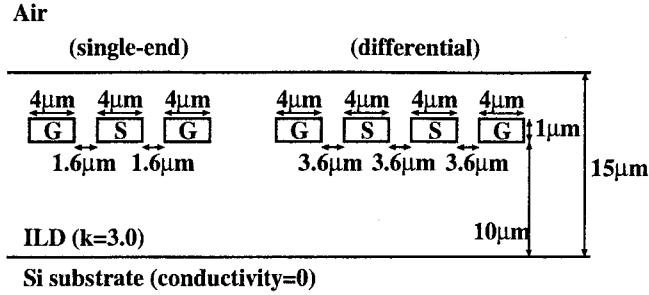 Air
(single-end) (differential)
4μm 4μm 4μm 4μm 4μm 4μm 4μm
G S G G S S G 1μm
1.6μm 1.6μm 3.6μm 3.6μm 3.6μm 15μm
ILD (k=3.0) 10μm
Si substrate (conductivity=0)